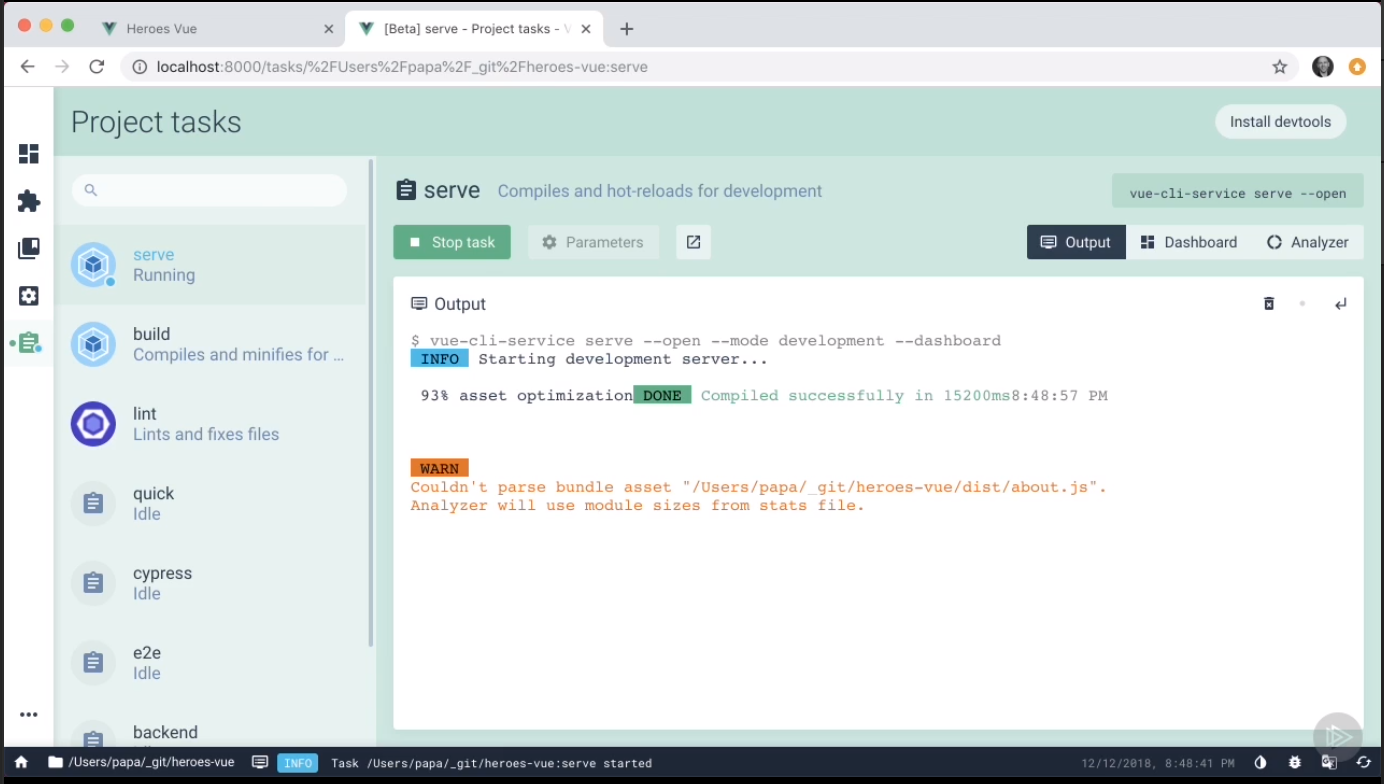 Heroes Vue
[Beta] serve - Project tasks - V
localhost:8000/tasks/%2FUsers%2Fpapa%2F_git%2Fheroes-vue:serve
Project tasks
Install devtools
serve
Running
build
Compiles and minifies for ...
lint
Lints and fixes files
quick
Idle
cypress
Idle
e2e
Idle
backend
serve Compiles and hot-reloads for development
vue-cli-service serve --open
Stop task
Parameters
Output
Dashboard
Analyzer
Output
$ vue-cli-service serve --open --mode development --dashboard
INFO Starting development server...
93% asset optimization DONE Compiled successfully in 15200ms8:48:57 PM
WARN
Couldn't parse bundle asset "/Users/papa/_git/heroes-vue/dist/about.js".
Analyzer will use module sizes from stats file.
/Users/papa/_git/heroes-vue INFO Task /Users/papa/_git/heroes-vue:serve started 12/12/2018, 8:48:41 PM